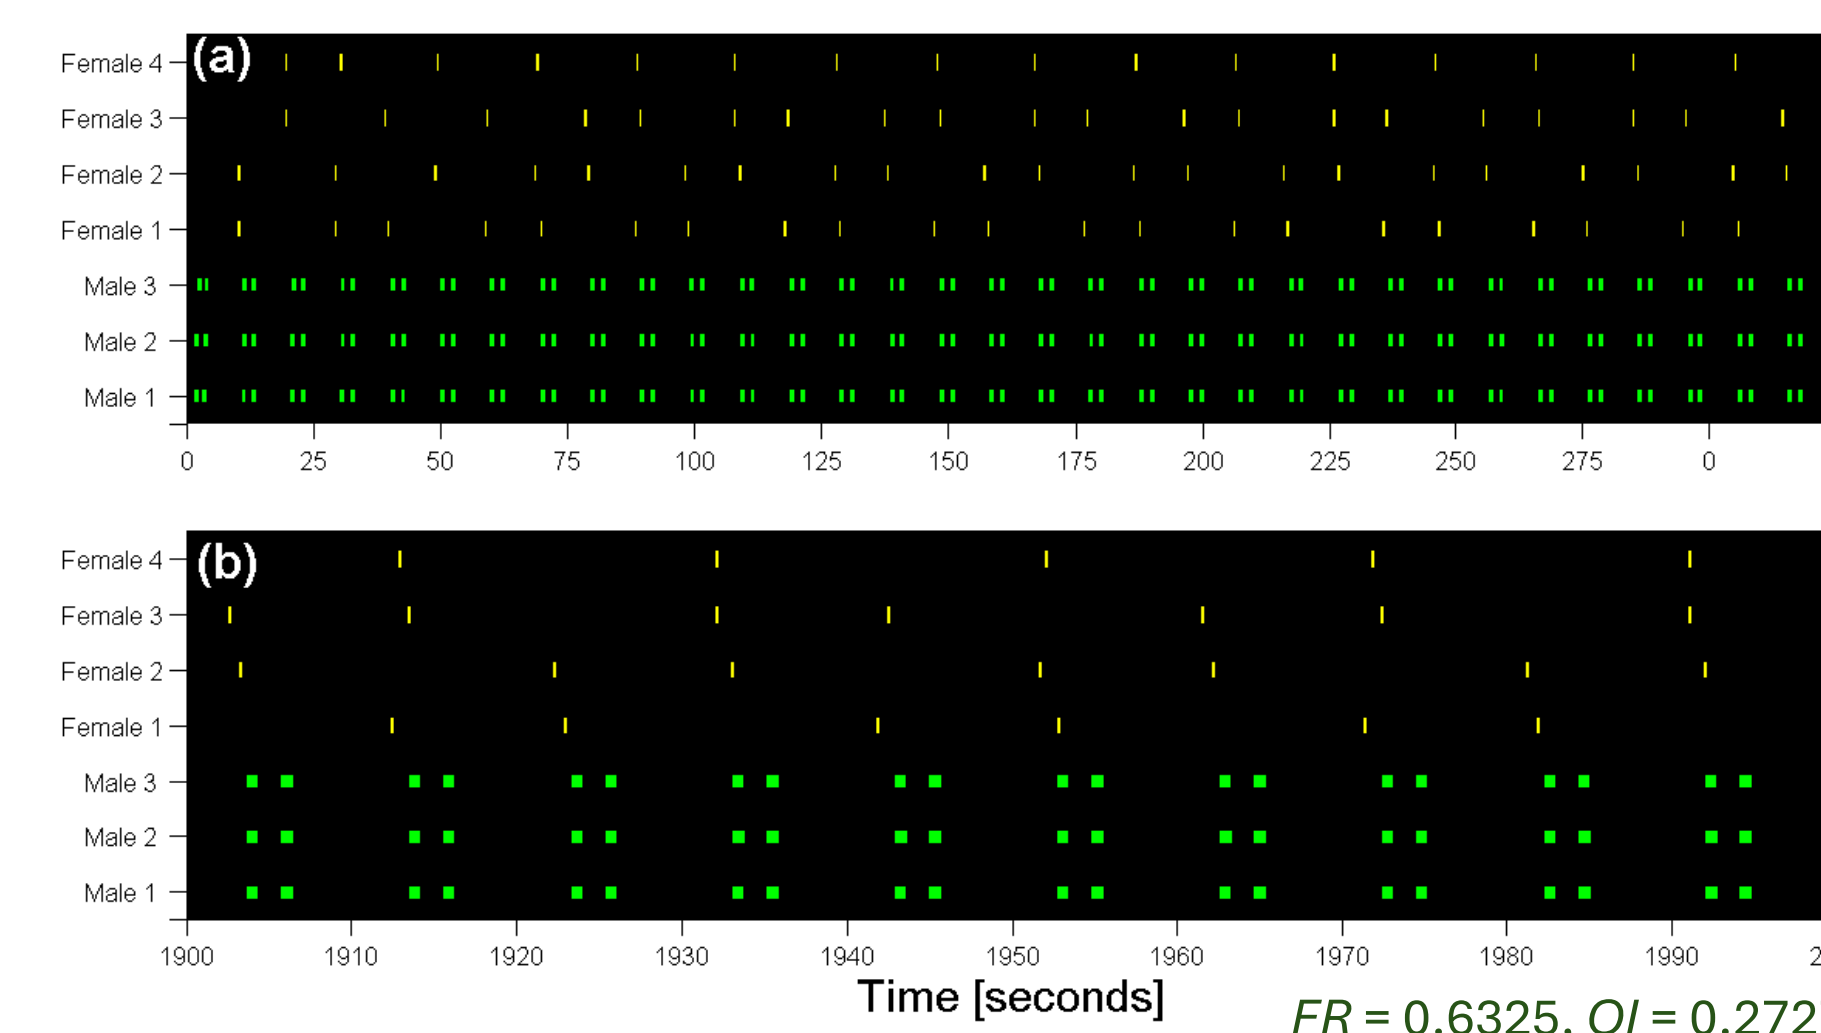 (a)
Female 4
Female 3
Female 2
Female 1
Male 3
Male 2
Male 1
0 25 50 75 100 125 150 175 200 225 250 275 0
(b)
Female 4
Female 3
Female 2
Female 1
Male 3
Male 2
Male 1
1900 1910 1920 1930 1940 1950 1960 1970 1980 1990 2
Time [seconds]
FR = 0.6325, OI = 0.272